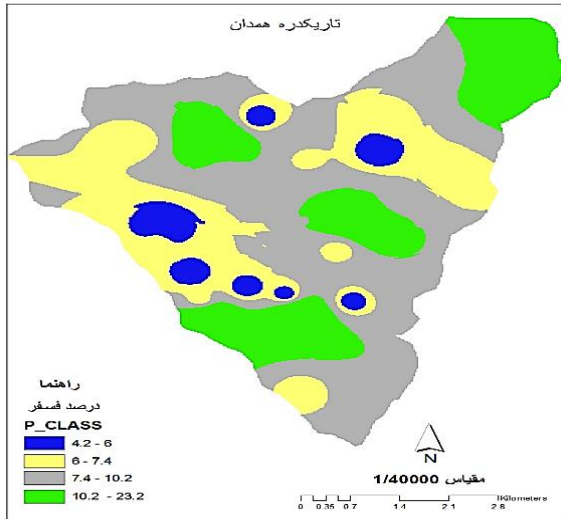 تاریکدره همدان
راهنما
درصد فسفر
P_CLASS
4.2 - 6
6 - 7.4
7.4 - 10.2
10.2 - 23.2
N
مقیاس 1/40000
Kilometers
0 0.35 0.7 1.4 2.1 2.8